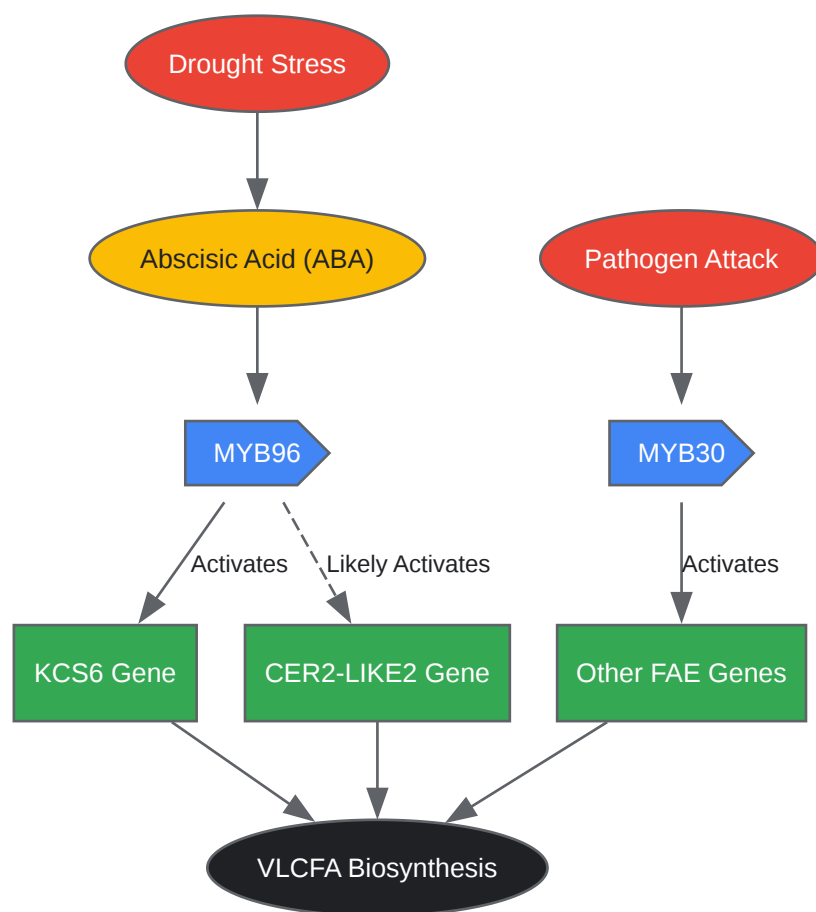 Drought Stress
Abscisic Acid (ABA)
Pathogen Attack
MYB96
MYB30
Activates
Likely Activates
Activates
KCS6 Gene
CER2-LIKE2 Gene
Other FAE Genes
VLCFA Biosynthesis